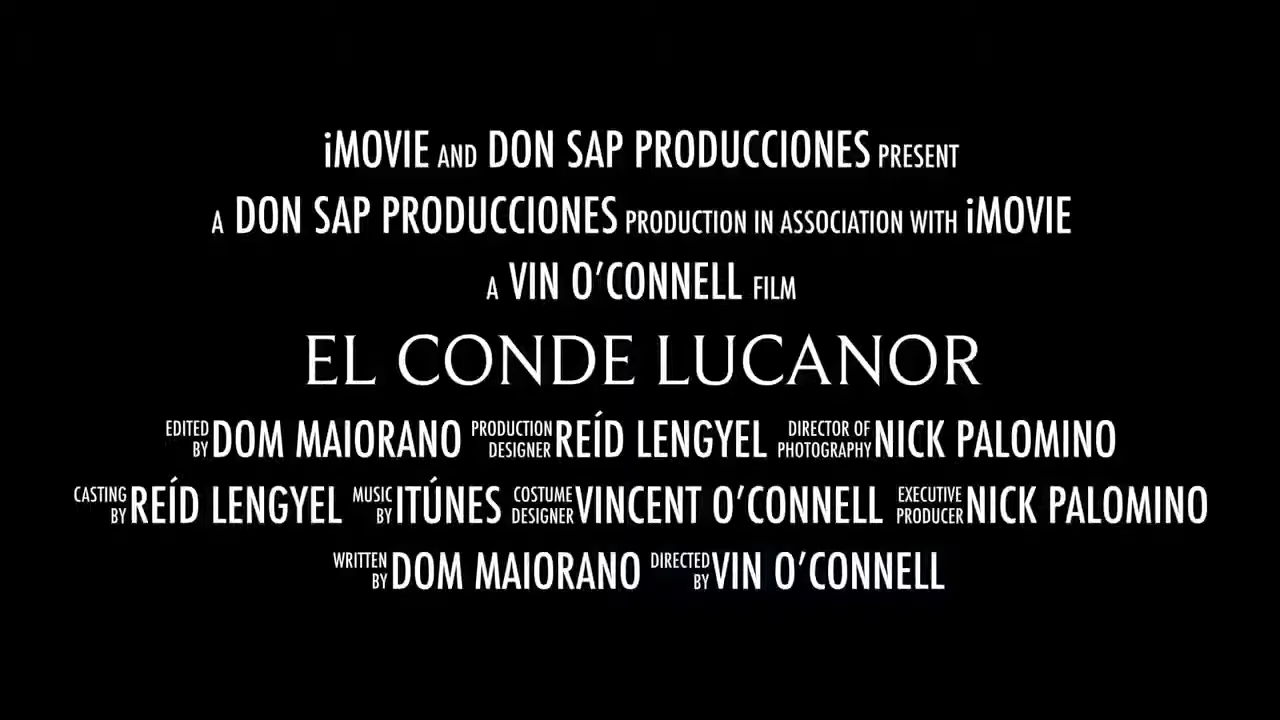 iMOVIE AND DON SAP PRODUCCIONES PRESENT
A DON SAP PRODUCCIONES PRODUCTION IN ASSOCIATION WITH iMOVIE
A VIN O'CONNELL FILM
EL CONDE LUCANOR
EDITED BY DOM MAIORANO PRODUCTION DESIGNER REÍD LENGYEL DIRECTOR OF PHOTOGRAPHY NICK PALOMINO
CASTING BY REÍD LENGYEL MUSIC BY ITÚNES COSTUME DESIGNER VINCENT O'CONNELL EXECUTIVE PRODUCER NICK PALOMINO
WRITTEN BY DOM MAIORANO DIRECTED BY VIN O'CONNELL